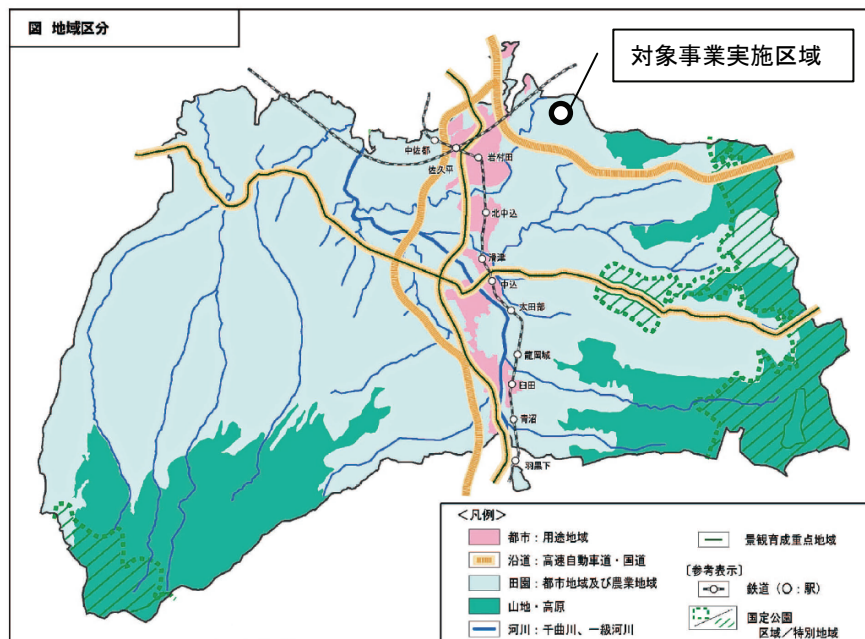 図 地域区分
対象事業実施区域
中佐都
佐久平
岩村田
北中込
滑津
中込
太田部
龍岡城
臼田
青沼
羽黒下
<凡例>
都市:用途地域
沿道:高速自動車道・国道
田園:都市地域及び農業地域
山地・高原
河川:千曲川、一級河川
景観育成重点地域
[参考表示]
鉄道(〇:駅)
国定公園
区域/特別地域